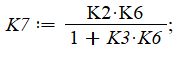 K7 := K2·K6 / (1 + K3·K6);